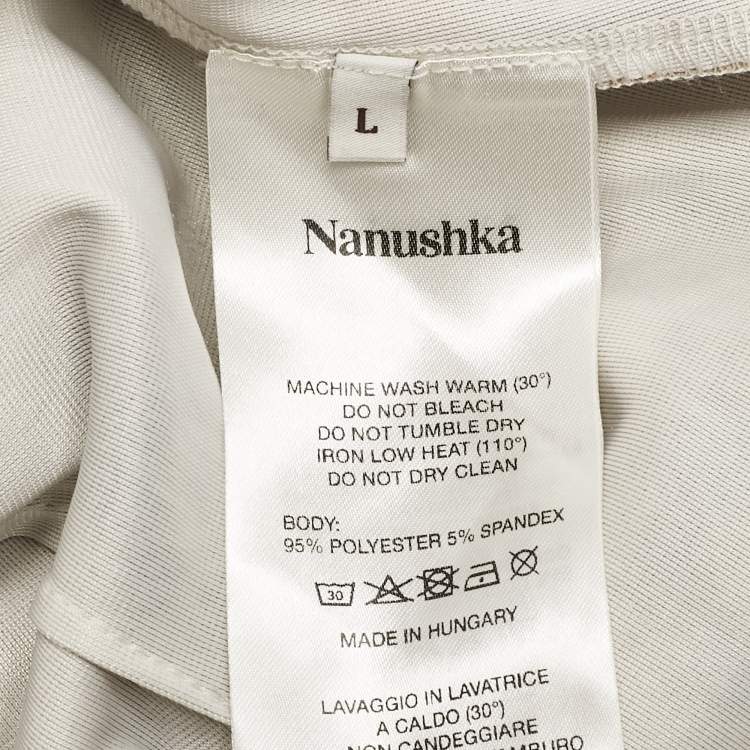 L
Nanushka
MACHINE WASH WARM (30°)
DO NOT BLEACH
DO NOT TUMBLE DRY
IRON LOW HEAT (110°)
DO NOT DRY CLEAN
BODY:
95% POLYESTER 5% SPANDEX
30
MADE IN HUNGARY
LAVAGGIO IN LAVATRICE
A CALDO (30°)
NON CANDEGGIARE